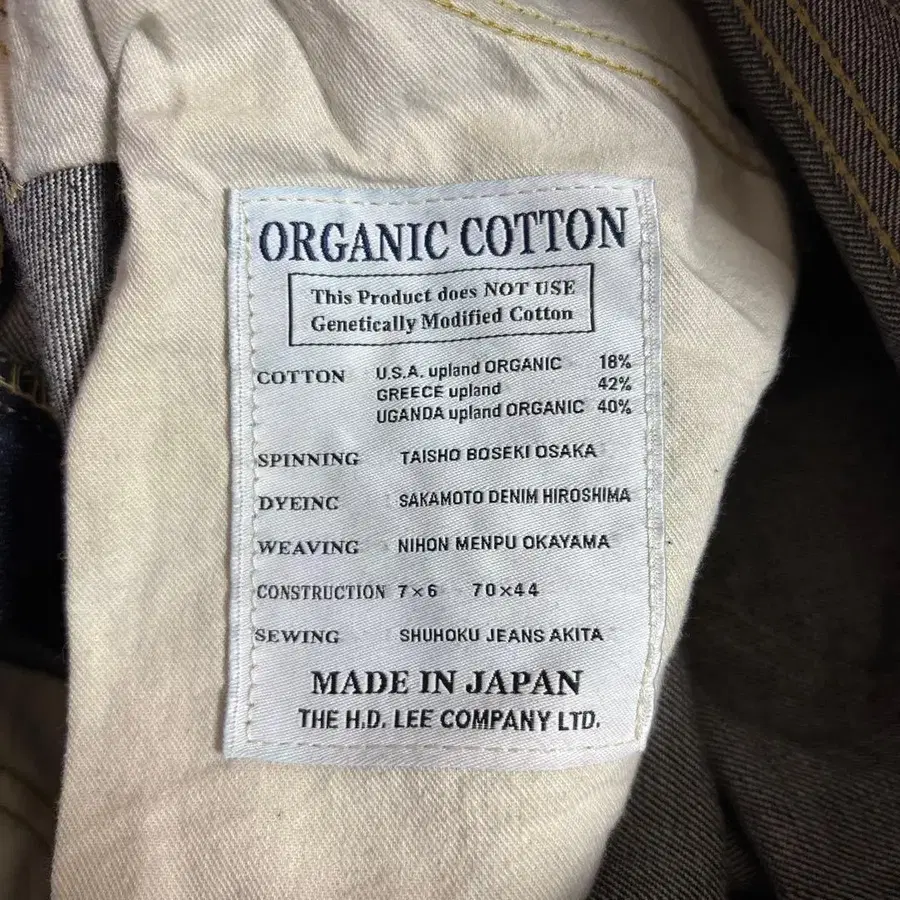 ORGANIC COTTON
This Product does NOT USE
Genetically Modified Cotton
COTTON U.S.A. upland ORGANIC 18%
GREECE upland 42%
UGANDA upland ORGANIC 40%
SPINNING TAISHO BOSEKI OSAKA
DYEING SAKAMOTO DENIM HIROSHIMA
WEAVING NIHON MENPU OKAYAMA
CONSTRUCTION 7×6 70×44
SEWING SHUHOKU JEANS AKITA
MADE IN JAPAN
THE H.D. LEE COMPANY LTD.